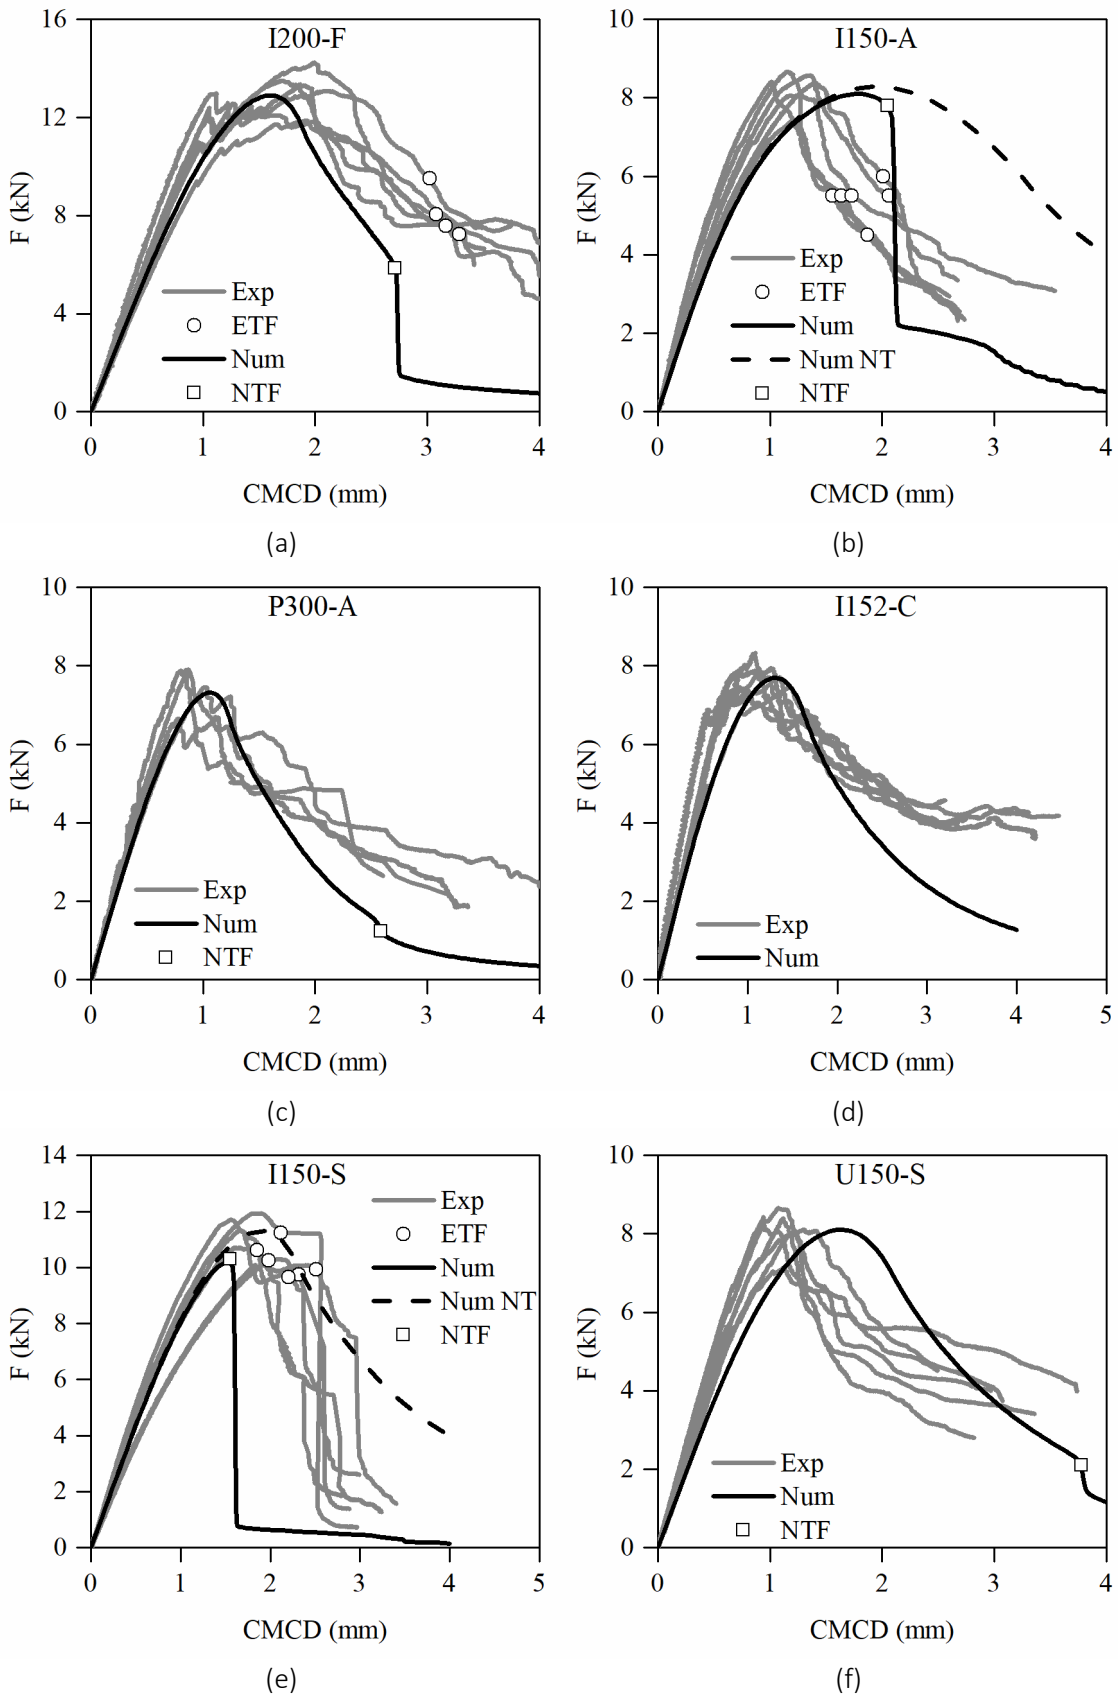 I200-F
16
12
8
4
0
F (kN)
Exp
ETF
Num
NTF
0 1 2 3 4
CMCD (mm)
(a)
I150-A
10
8
6
4
2
0
F (kN)
Exp
ETF
Num
Num NT
NTF
0 1 2 3 4
CMCD (mm)
(b)
P300-A
10
8
6
4
2
0
F (kN)
Exp
Num
NTF
0 1 2 3 4
CMCD (mm)
(c)
I152-C
10
8
6
4
2
0
F (kN)
Exp
Num
0 1 2 3 4 5
CMCD (mm)
(d)
I150-S
14
12
10
8
6
4
2
0
F (kN)
Exp
ETF
Num
Num NT
NTF
0 1 2 3 4 5
CMCD (mm)
(e)
U150-S
10
8
6
4
2
0
F (kN)
Exp
Num
NTF
0 1 2 3 4
CMCD (mm)
(f)